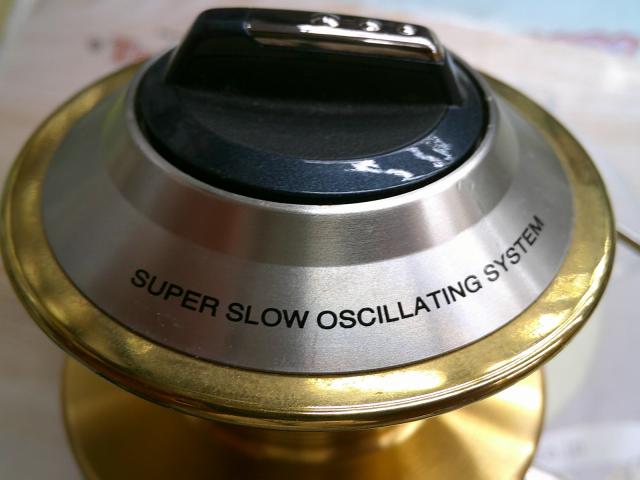 SUPER SLOW OSCILLATING SYSTEM